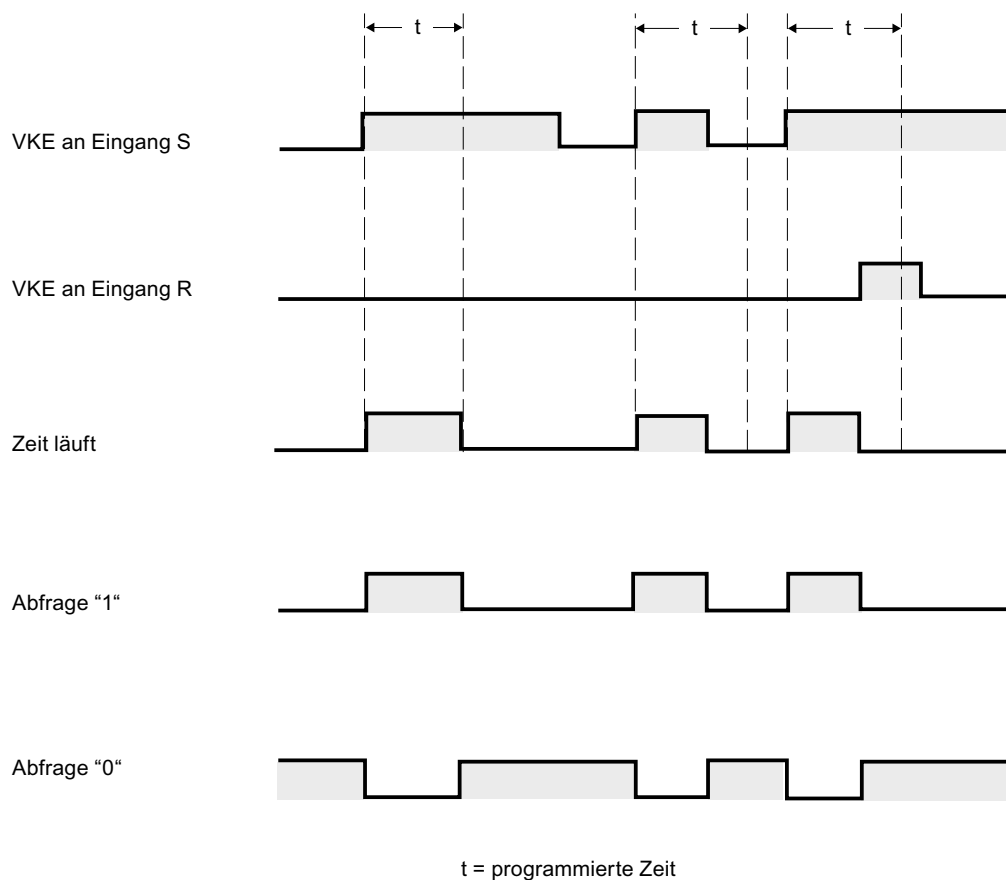 t
t
t
VKE an Eingang S
VKE an Eingang R
Zeit läuft
Abfrage “1“
Abfrage “0“
t = programmierte Zeit